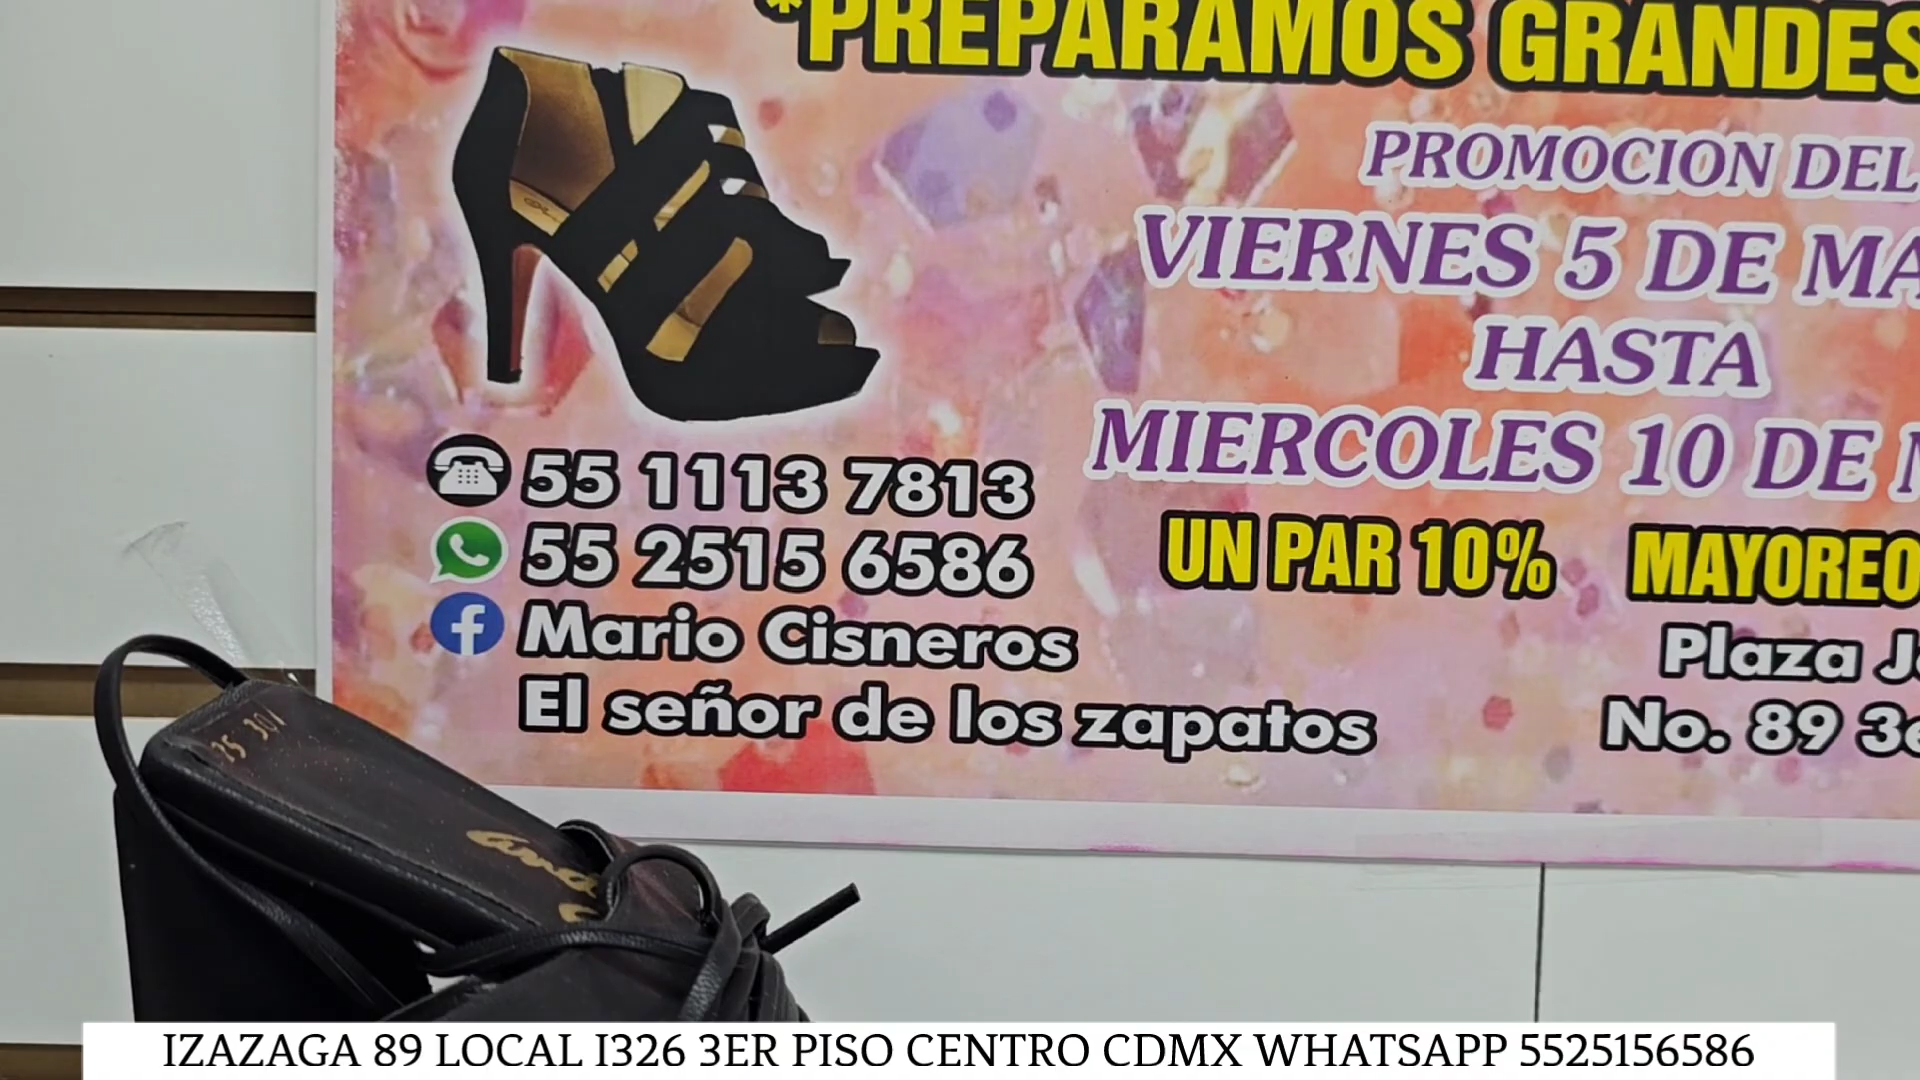 *PREPARAMOS GRANDES
PROMOCION DEL
VIERNES 5 DE MA
HASTA
MIERCOLES 10 DE
UN PAR 10% MAYOREO
55 1113 7813
55 2515 6586
Mario Cisneros
El señor de los zapatos
Plaza
No. 89 3e
IZAZAGA 89 LOCAL I326 3ER PISO CENTRO CDMX WHATSAPP 5525156586